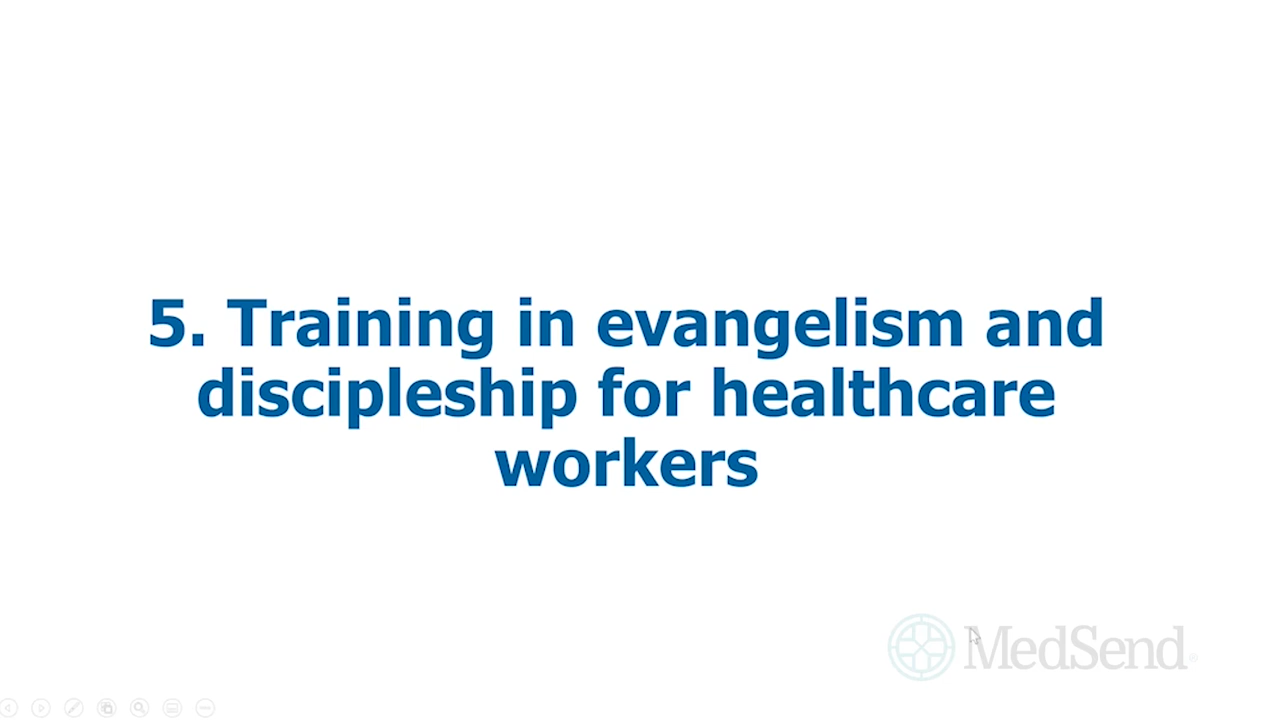 5. Training in evangelism and
discipleship for healthcare
workers
MedSend®